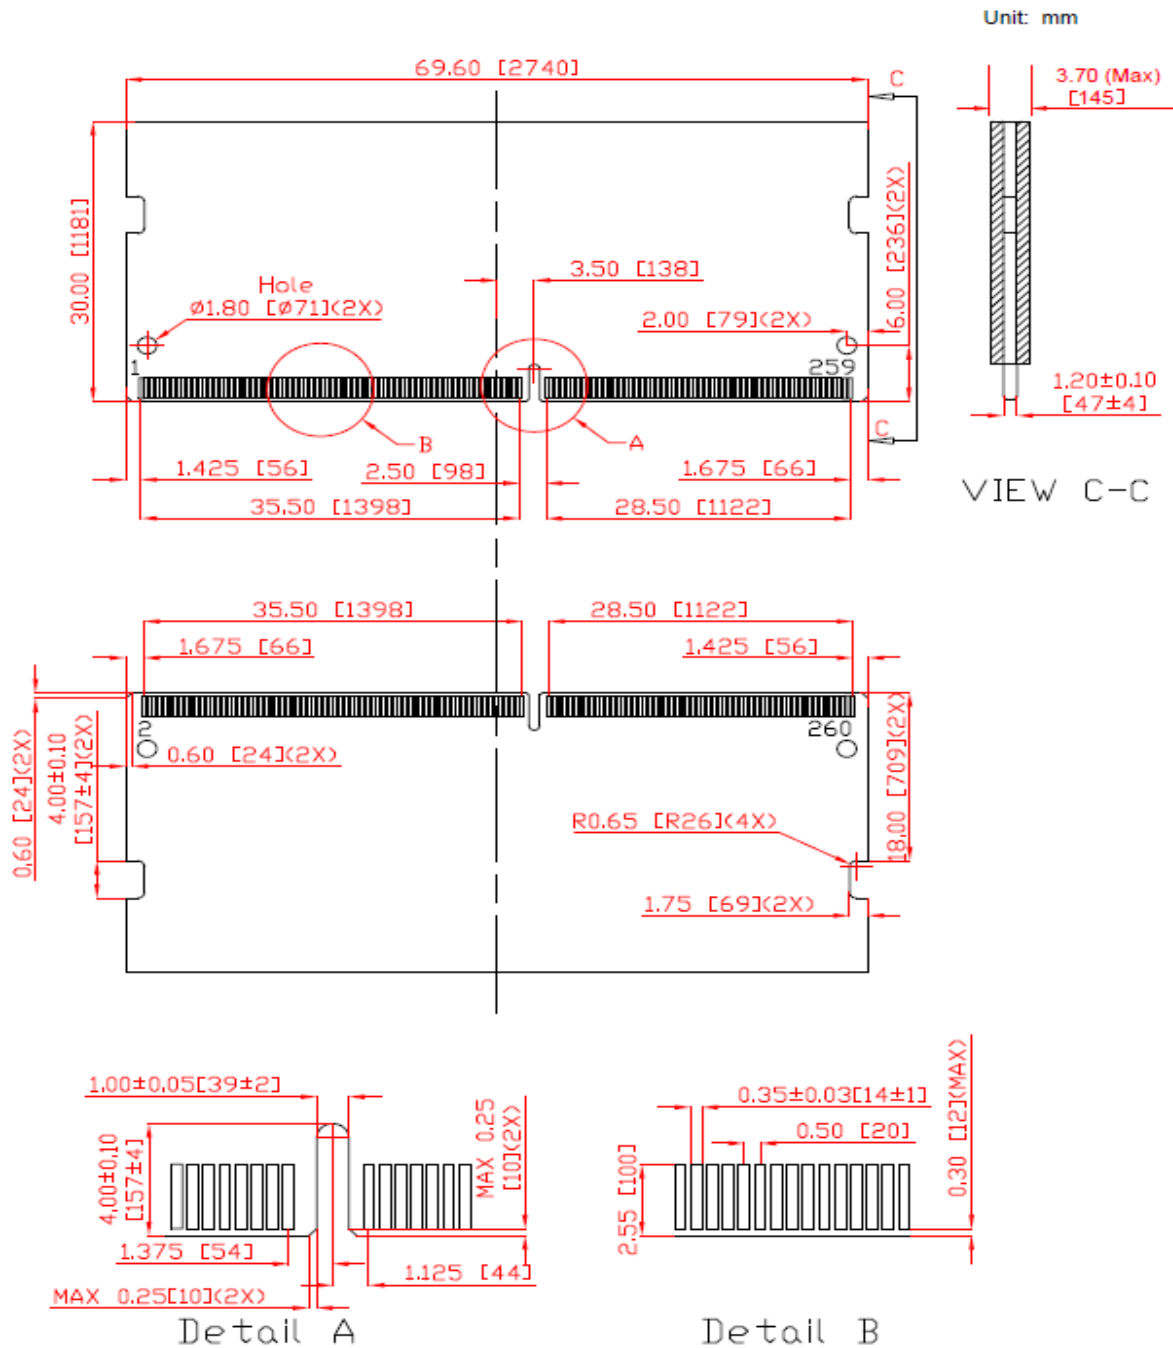 Unit: mm
69.60 [2740]
C
3.70 (Max)
[145]
30.00 [1181]
6.00 [236](2X)
3.50 [138]
Hole
ø1.80 [ø71](2X)
2.00 [79](2X)
1
259
1.20±0.10
[47±4]
B
A
C
1.425 [56]
2.50 [98]
1.675 [66]
35.50 [1398]
28.50 [1122]
VIEW C-C
35.50 [1398]
28.50 [1122]
1.675 [66]
1.425 [56]
2
260
0.60 [24](2X)
0.60 [24](2X)
4.00±0.10
[157±4](2X)
18.00 [709](2X)
R0.65 [R26](4X)
1.75 [69](2X)
1.00±0.05[39±2]
4.00±0.10
[157±4]
MAX 0.25
[10](2X)
1.375 [54]
1.125 [44]
MAX 0.25[10](2X)
Detail A
0.35±0.03[14±1]
0.50 [20]
2.55 [100]
0.30 [12](MAX)
Detail B